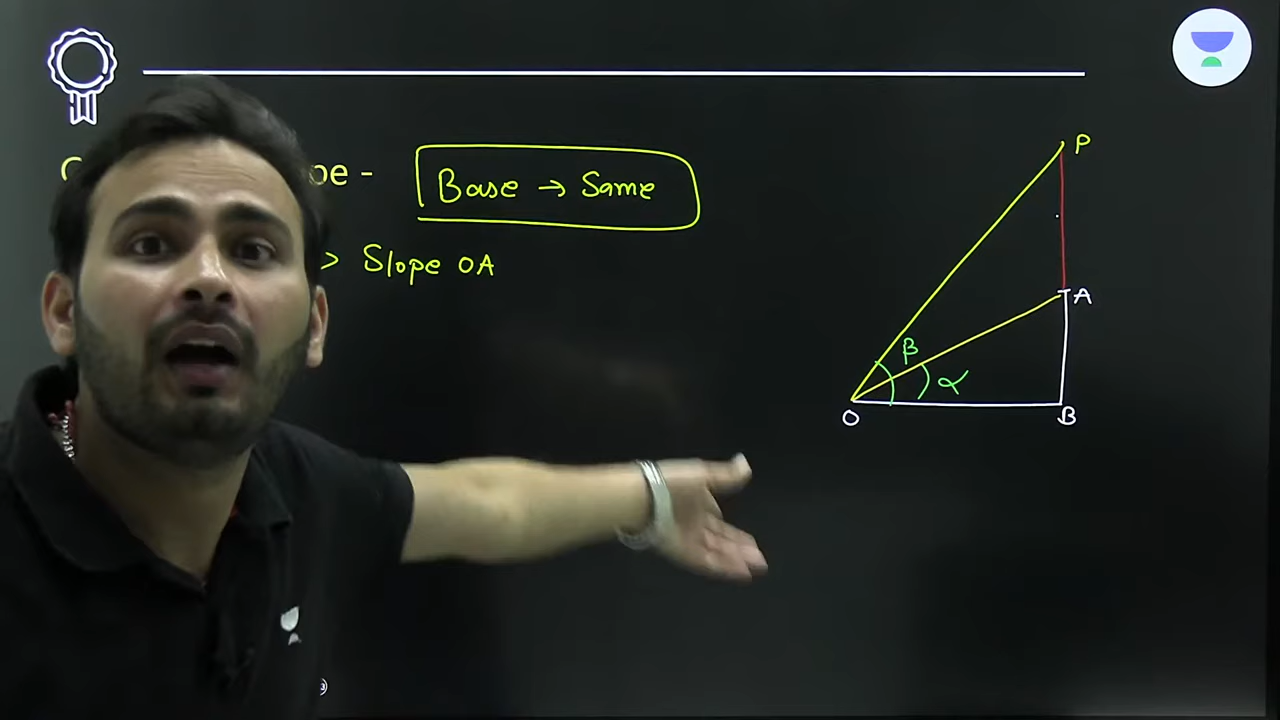 Base → Same
> Slope OA
P
A
β
α
O
B